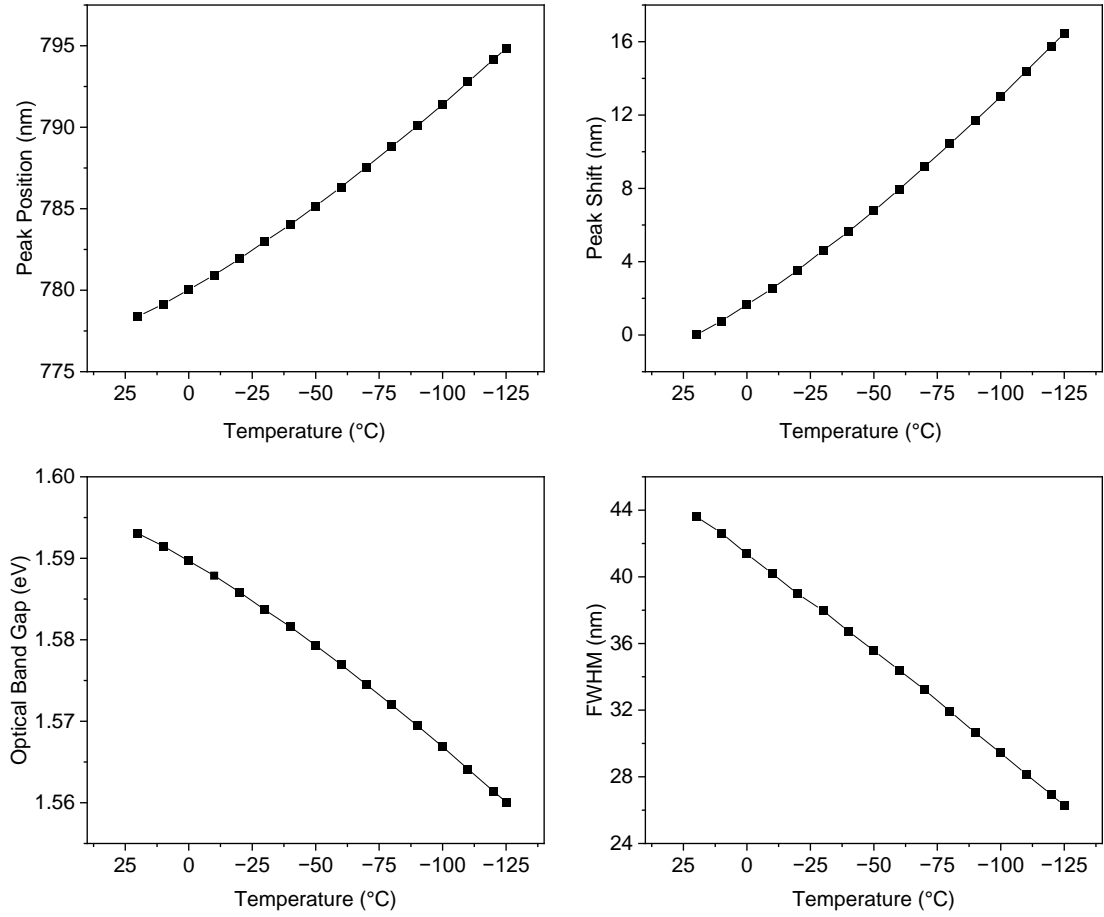 795
790
785
780
775
Peak Position (nm)
25 0 −25 −50 −75 −100 −125
Temperature (°C)
16
12
8
4
0
Peak Shift (nm)
25 0 −25 −50 −75 −100 −125
Temperature (°C)
1.60
1.59
1.58
1.57
1.56
Optical Band Gap (eV)
25 0 −25 −50 −75 −100 −125
Temperature (°C)
44
40
36
32
28
24
FWHM (nm)
25 0 −25 −50 −75 −100 −125
Temperature (°C)